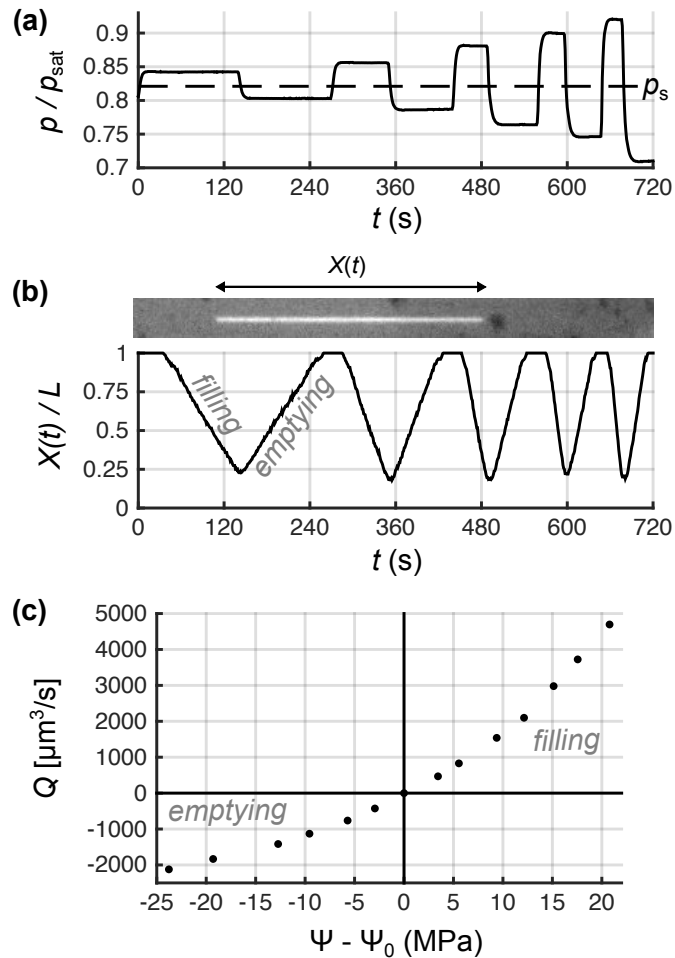 (a)
p / p_sat
0.9
0.85
0.8
0.75
0.7
p_s
0 120 240 360 480 600 720
t (s)
(b)
X(t)
X(t) / L
1
0.75
0.5
0.25
0
filling
emptying
0 120 240 360 480 600 720
t (s)
(c)
Q [μm³/s]
5000
4000
3000
2000
1000
0
-1000
-2000
filling
emptying
-25 -20 -15 -10 -5 0 5 10 15 20
Ψ - Ψ₀ (MPa)